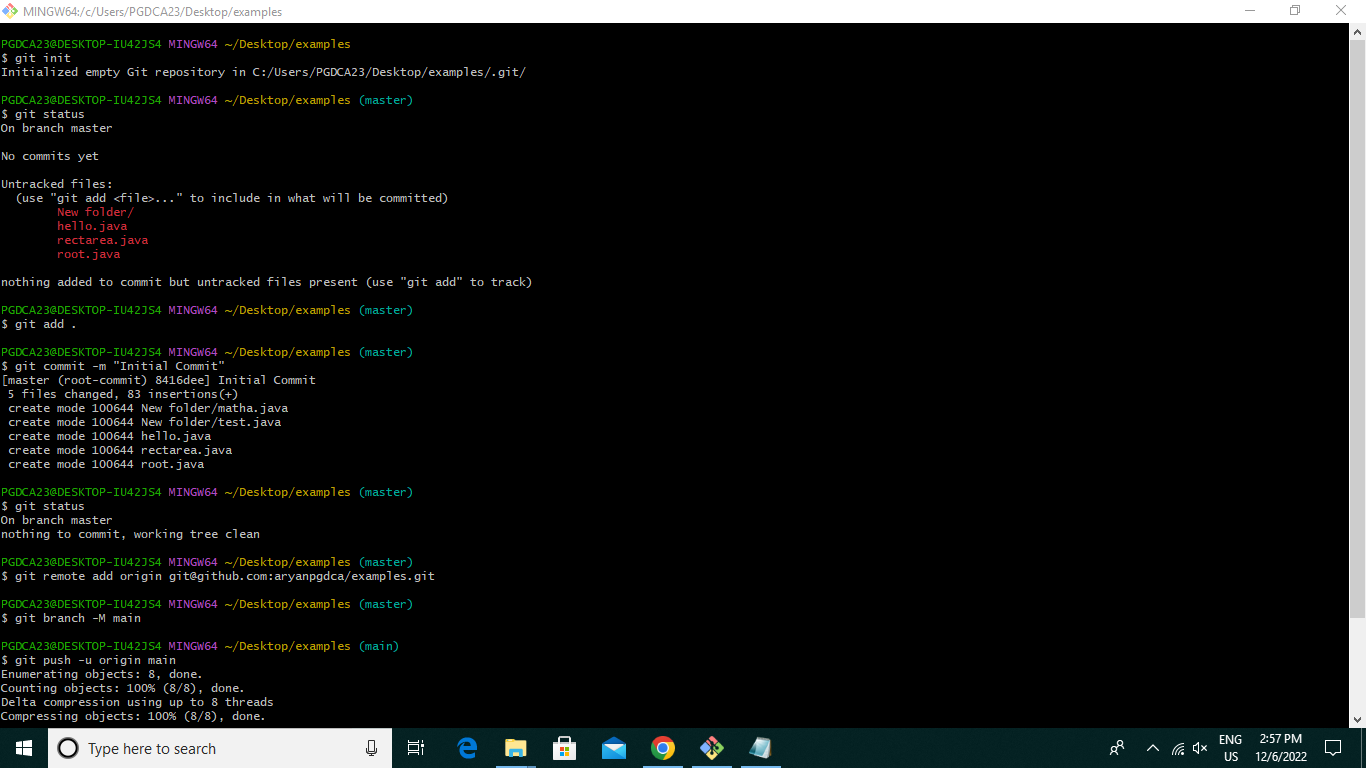 MINGW64:/c/Users/PGDCA23/Desktop/examples
PGDCA23@DESKTOP-IU42JS4 MINGW64 ~/Desktop/examples
$ git init
Initialized empty Git repository in C:/Users/PGDCA23/Desktop/examples/.git/
PGDCA23@DESKTOP-IU42JS4 MINGW64 ~/Desktop/examples (master)
$ git status
On branch master
No commits yet
Untracked files:
  (use "git add <file>..." to include in what will be committed)
        New folder/
        hello.java
        rectarea.java
        root.java
nothing added to commit but untracked files present (use "git add" to track)
PGDCA23@DESKTOP-IU42JS4 MINGW64 ~/Desktop/examples (master)
$ git add .
PGDCA23@DESKTOP-IU42JS4 MINGW64 ~/Desktop/examples (master)
$ git commit -m "Initial Commit"
[master (root-commit) 8416dee] Initial Commit
 5 files changed, 83 insertions(+)
 create mode 100644 New folder/matha.java
 create mode 100644 New folder/test.java
 create mode 100644 hello.java
 create mode 100644 rectarea.java
 create mode 100644 root.java
PGDCA23@DESKTOP-IU42JS4 MINGW64 ~/Desktop/examples (master)
$ git status
On branch master
nothing to commit, working tree clean
PGDCA23@DESKTOP-IU42JS4 MINGW64 ~/Desktop/examples (master)
$ git remote add origin git@github.com:aryanpgdca/examples.git
PGDCA23@DESKTOP-IU42JS4 MINGW64 ~/Desktop/examples (master)
$ git branch -M main
PGDCA23@DESKTOP-IU42JS4 MINGW64 ~/Desktop/examples (main)
$ git push -u origin main
Enumerating objects: 8, done.
Counting objects: 100% (8/8), done.
Delta compression using up to 8 threads
Compressing objects: 100% (8/8), done.
Type here to search
ENG
US
2:57 PM
12/6/2022